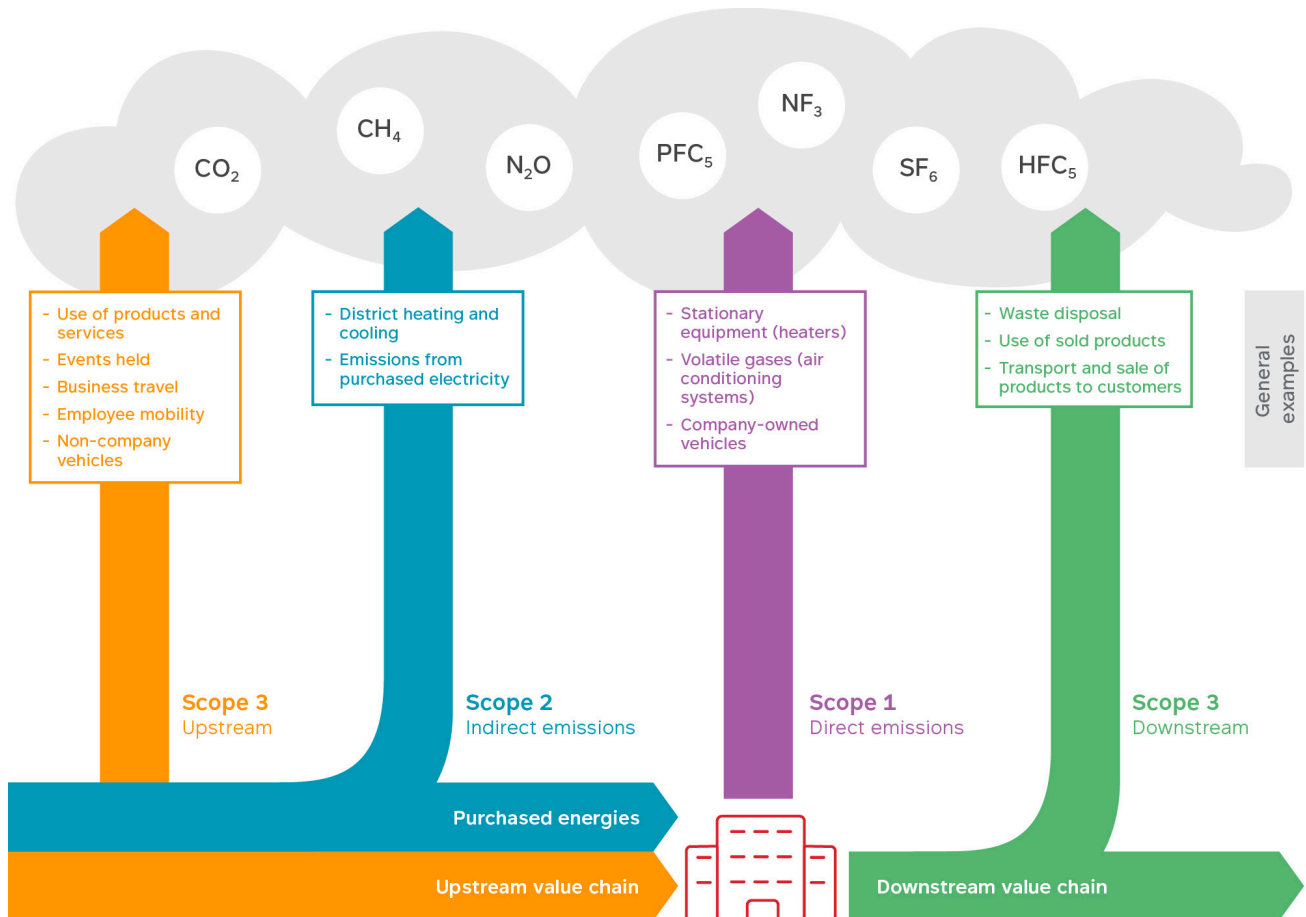 CO₂
CH₄
N₂O
PFC₅
NF₃
SF₆
HFC₅
- Use of products and
services
- Events held
- Business travel
- Employee mobility
- Non-company
vehicles
- District heating and
cooling
- Emissions from
purchased electricity
- Stationary
equipment (heaters)
- Volatile gases (air
conditioning
systems)
- Company-owned
vehicles
- Waste disposal
- Use of sold products
- Transport and sale of
products to customers
General
examples
Scope 3
Upstream
Scope 2
Indirect emissions
Scope 1
Direct emissions
Scope 3
Downstream
Purchased energies
Upstream value chain
Downstream value chain